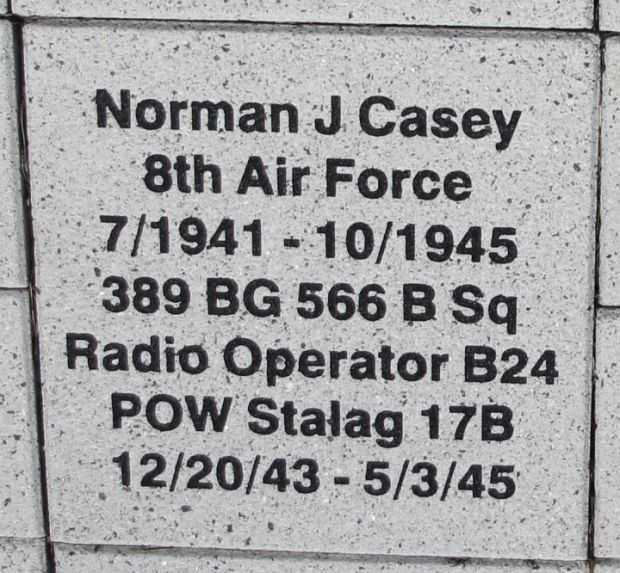 Norman J Casey
8th Air Force
7/1941 - 10/1945
389 BG 566 B Sq
Radio Operator B24
POW Stalag 17B
12/20/43 - 5/3/45